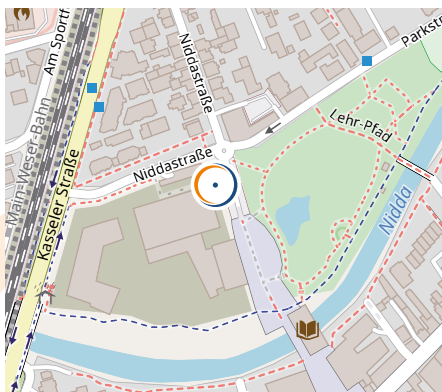 Am Sportf
Niddastraße
Parkstr
Lehr-Pfad
Main-Weser-Bahn
Niddastraße
Kasseler Straße
Nidda